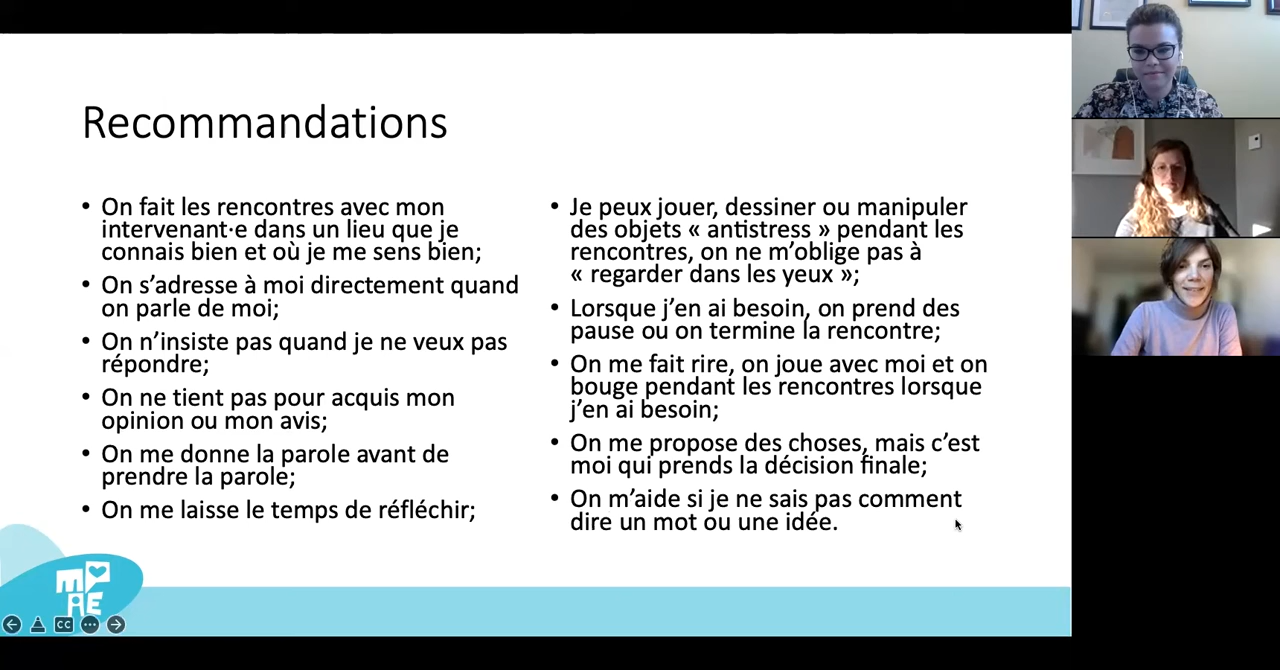 Recommandations
• On fait les rencontres avec mon
intervenant·e dans un lieu que je
connais bien et où je me sens bien;
• On s’adresse à moi directement quand
on parle de moi;
• On n’insiste pas quand je ne veux pas
répondre;
• On ne tient pas pour acquis mon
opinion ou mon avis;
• On me donne la parole avant de
prendre la parole;
• On me laisse le temps de réfléchir;
• Je peux jouer, dessiner ou manipuler
des objets « antistress » pendant les
rencontres, on ne m’oblige pas à
« regarder dans les yeux »;
• Lorsque j’en ai besoin, on prend des
pause ou on termine la rencontre;
• On me fait rire, on joue avec moi et on
bouge pendant les rencontres lorsque
j’en ai besoin;
• On me propose des choses, mais c’est
moi qui prends la décision finale;
• On m’aide si je ne sais pas comment
dire un mot ou une idée.
CC